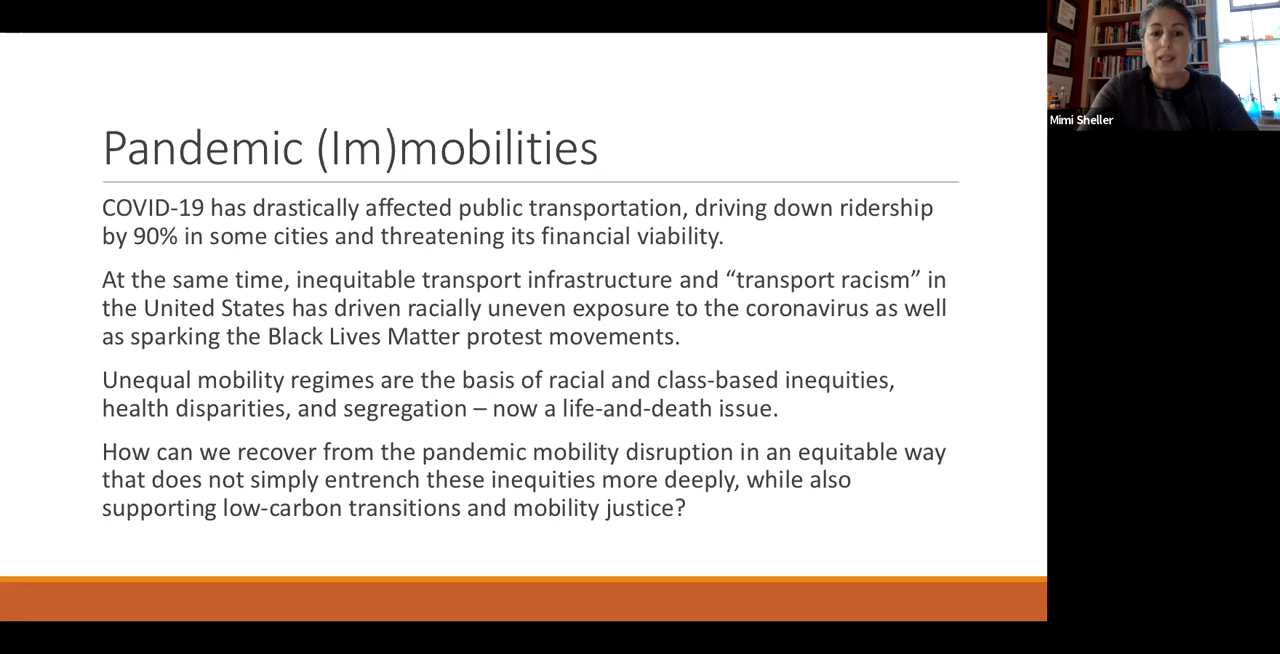 Pandemic (Im)mobilities
COVID-19 has drastically affected public transportation, driving down ridership
by 90% in some cities and threatening its financial viability.
At the same time, inequitable transport infrastructure and “transport racism” in
the United States has driven racially uneven exposure to the coronavirus as well
as sparking the Black Lives Matter protest movements.
Unequal mobility regimes are the basis of racial and class-based inequities,
health disparities, and segregation – now a life-and-death issue.
How can we recover from the pandemic mobility disruption in an equitable way
that does not simply entrench these inequities more deeply, while also
supporting low-carbon transitions and mobility justice?
Mimi Sheller